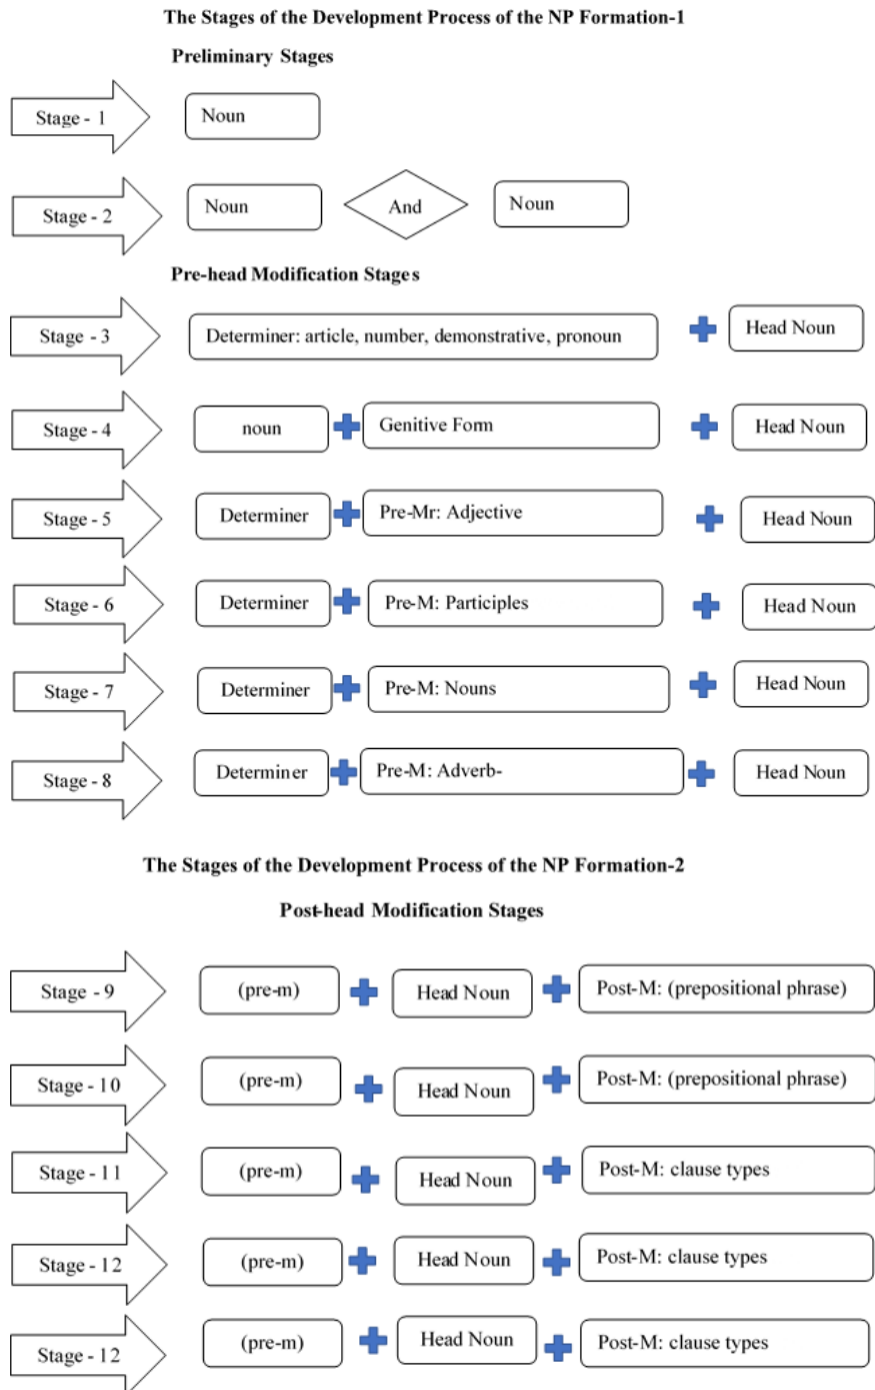 The Stages of the Development Process of the NP Formation-1
Preliminary Stages
Stage - 1 Noun
Stage - 2 Noun And Noun
Pre-head Modification Stages
Stage - 3 Determiner: article, number, demonstrative, pronoun Head Noun
Stage - 4 noun Genitive Form Head Noun
Stage - 5 Determiner Pre-Mr: Adjective Head Noun
Stage - 6 Determiner Pre-M: Participles Head Noun
Stage - 7 Determiner Pre-M: Nouns Head Noun
Stage - 8 Determiner Pre-M: Adverb- Head Noun
The Stages of the Development Process of the NP Formation-2
Post-head Modification Stages
Stage - 9 (pre-m) Head Noun Post-M: (prepositional phrase)
Stage - 10 (pre-m) Head Noun Post-M: (prepositional phrase)
Stage - 11 (pre-m) Head Noun Post-M: clause types
Stage - 12 (pre-m) Head Noun Post-M: clause types
Stage - 12 (pre-m) Head Noun Post-M: clause types